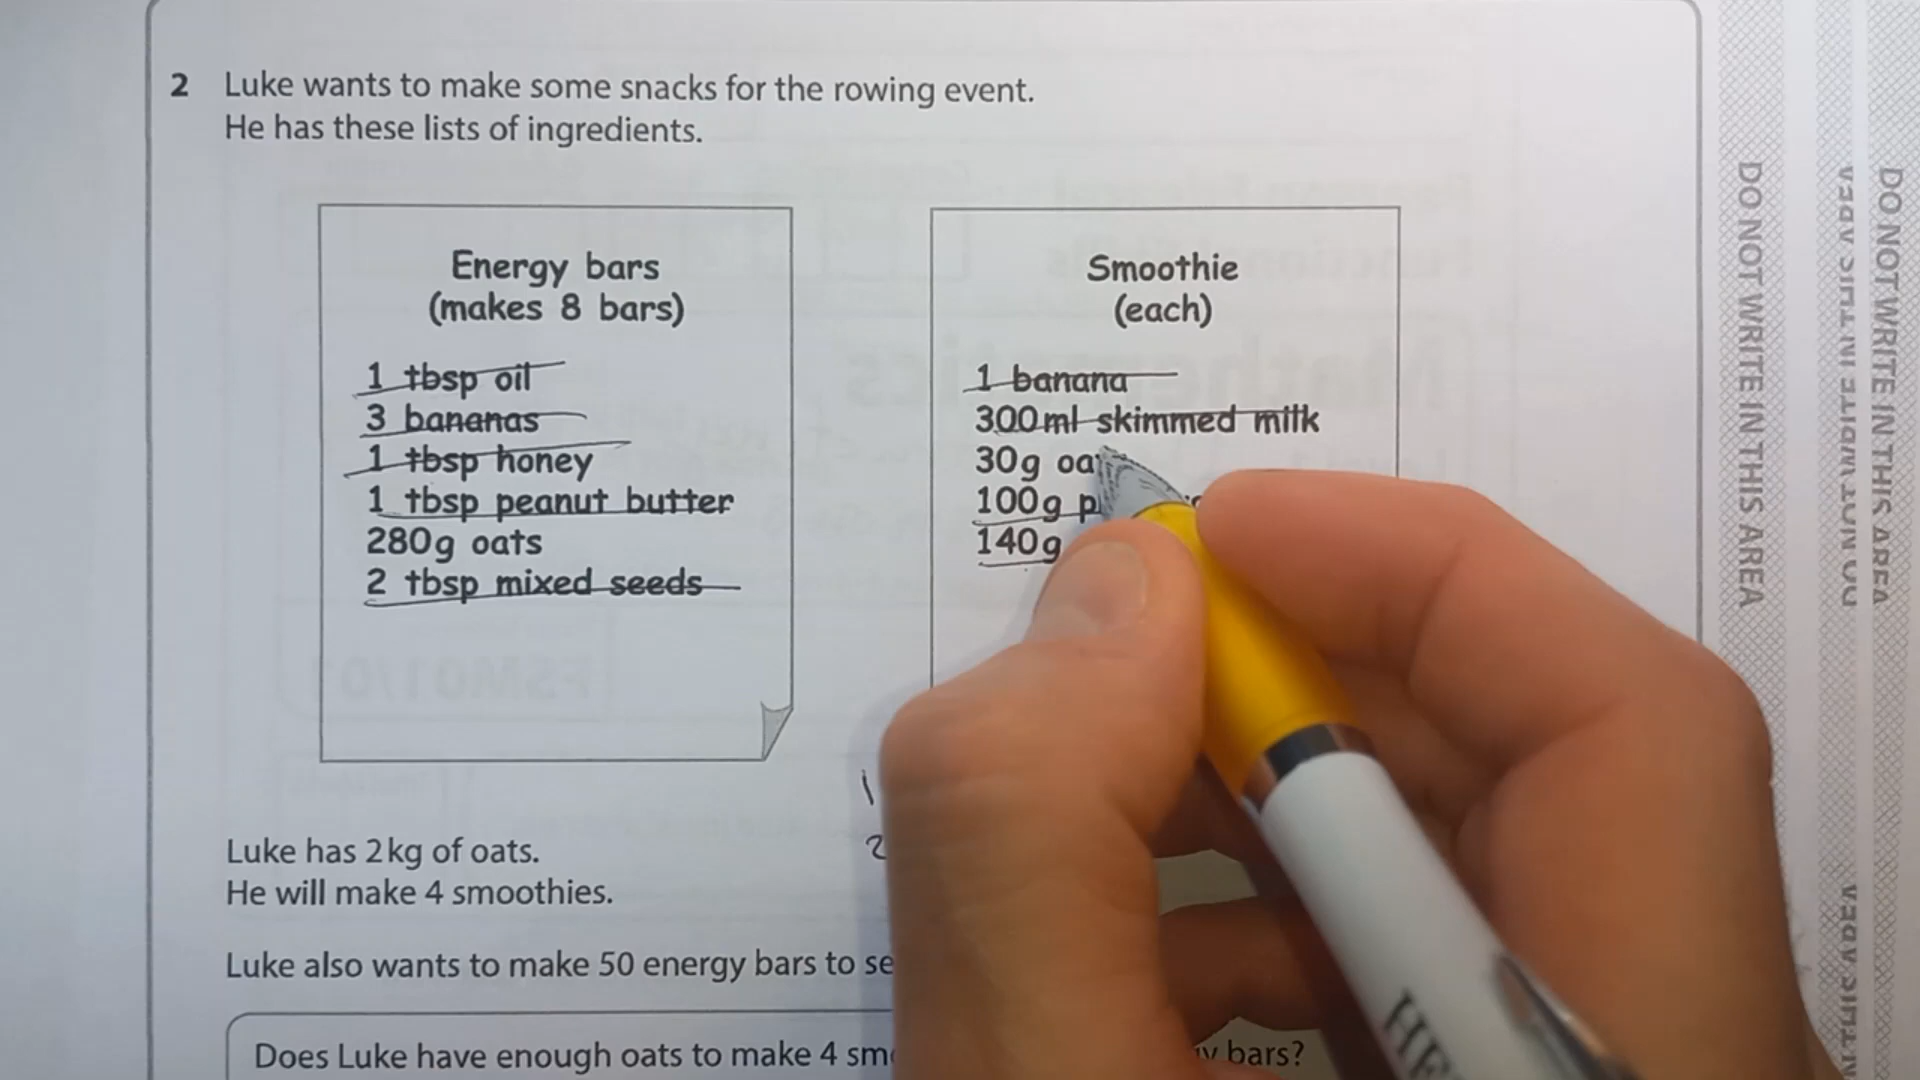 2 Luke wants to make some snacks for the rowing event.
He has these lists of ingredients.
Energy bars
(makes 8 bars)
1 tbsp oil
3 bananas
1 tbsp honey
1 tbsp peanut butter
280g oats
2 tbsp mixed seeds
Smoothie
(each)
1 banana
300ml skimmed milk
30g
100g
140g
1
2
Luke has 2kg of oats.
He will make 4 smoothies.
Luke also wants to make 50 energy bars to
Does Luke have enough oats to make 4 bars?
DO NOT WRITE IN THIS AREA
DO NOT WRITE IN THIS AREA